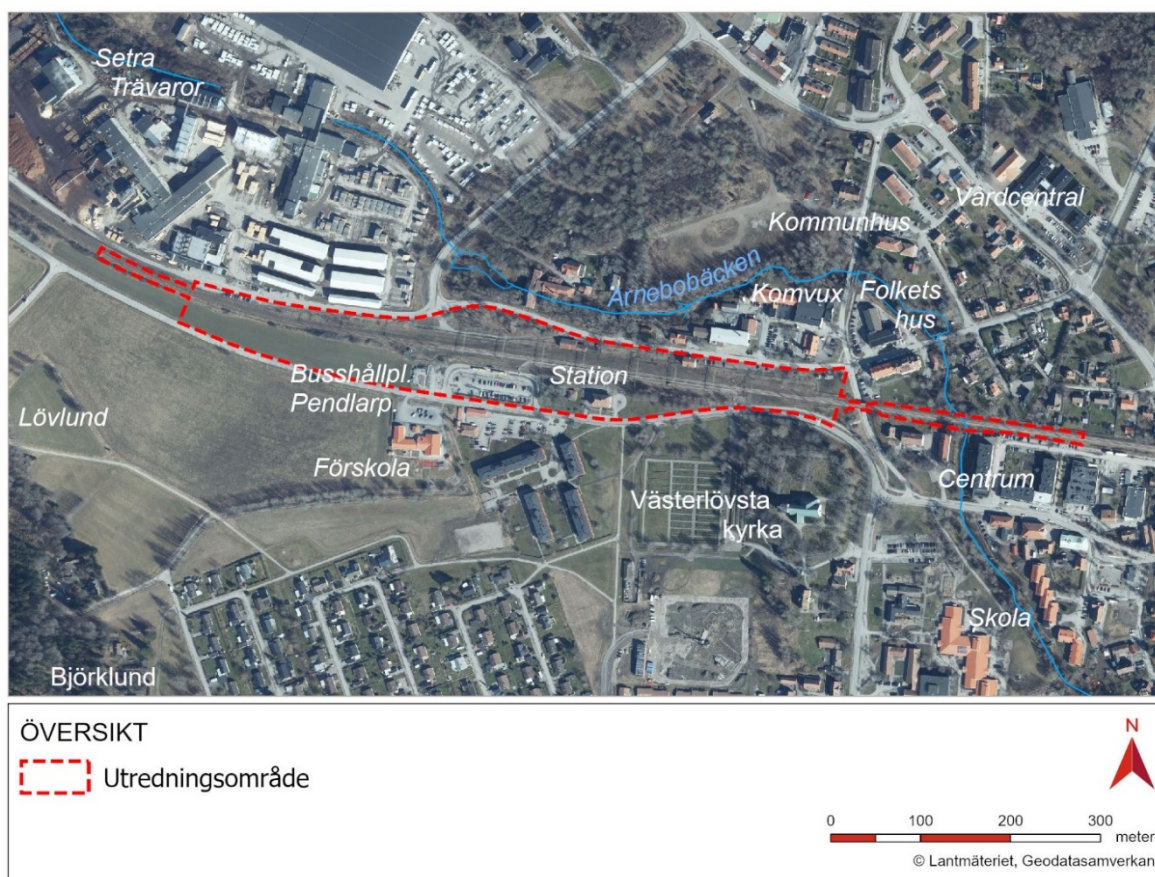 Setra
Trävaror
Vårdcentral
Kommunhus
Arnebobäcken
Komvux
Folkets
hus
Busshållpl.
Pendlarp.
Station
Lövlund
Förskola
Centrum
Västerlövsta
kyrka
Skola
Björklund
ÖVERSIKT
Utredningsområde
N
0 100 200 300
meter
© Lantmäteriet, Geodatasamverkan